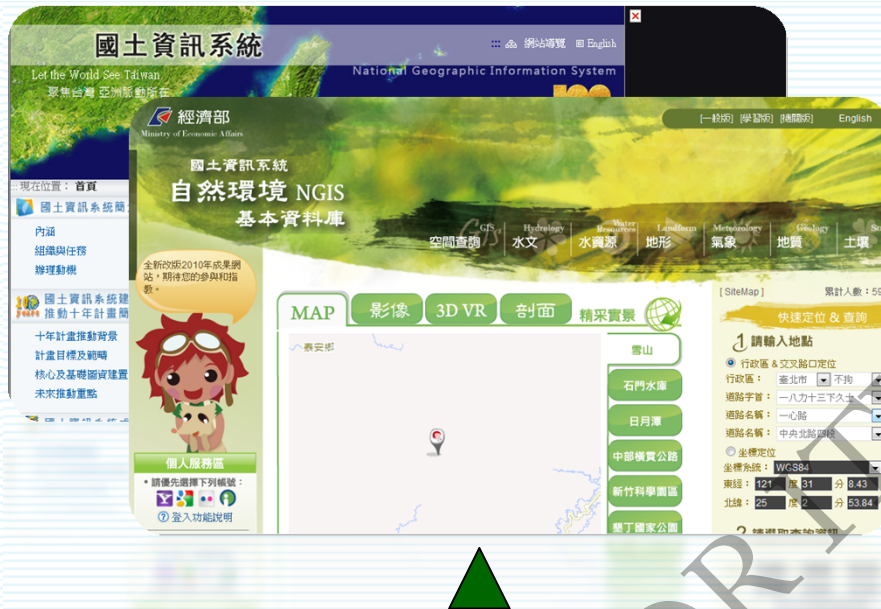 國土資訊系統
::: 網站導覽 English
Let the World See Taiwan
National Geographic Information System
聚焦台灣 亞洲脈動所在
現在位置：首頁
國土資訊系統簡
內涵
組織與任務
辦理動機
國土資訊系統建
推動十年計畫簡
十年計畫推動背景
計畫目標及範疇
核心及基礎圖資建置
未來推動重點
經濟部
Ministry of Economic Affairs
[一般版] [學習版] [機關版] English
國土資訊系統
自然環境 NGIS
基本資料庫
GIS Hydrology Water Resources Landform Meteorology Geology So
空間查詢 水文 水資源 地形 氣象 地質 土壤
全新改版2010年成果網
站，期待您的參與和指
教。
[SiteMap] 累計人數：59
MAP 影像 3D VR 剖面 精采實景
快速定位 & 查詢
1 請輸入地點
泰安鄉
雪山
石門水庫
日月潭
中部橫貫公路
新竹科學園區
墾丁國家公園
行政區 & 交叉路口定位
行政區： 臺北市 不拘
道路字首： 一八力十三下久士
道路名稱： 一心路
道路名稱： 中央北路四段
坐標定位
坐標系統： WGS84
東經： 121 度 31 分 8.43
北緯： 25 度 2 分 53.84
個人服務區
• 請優先選擇下列帳號：
登入功能說明